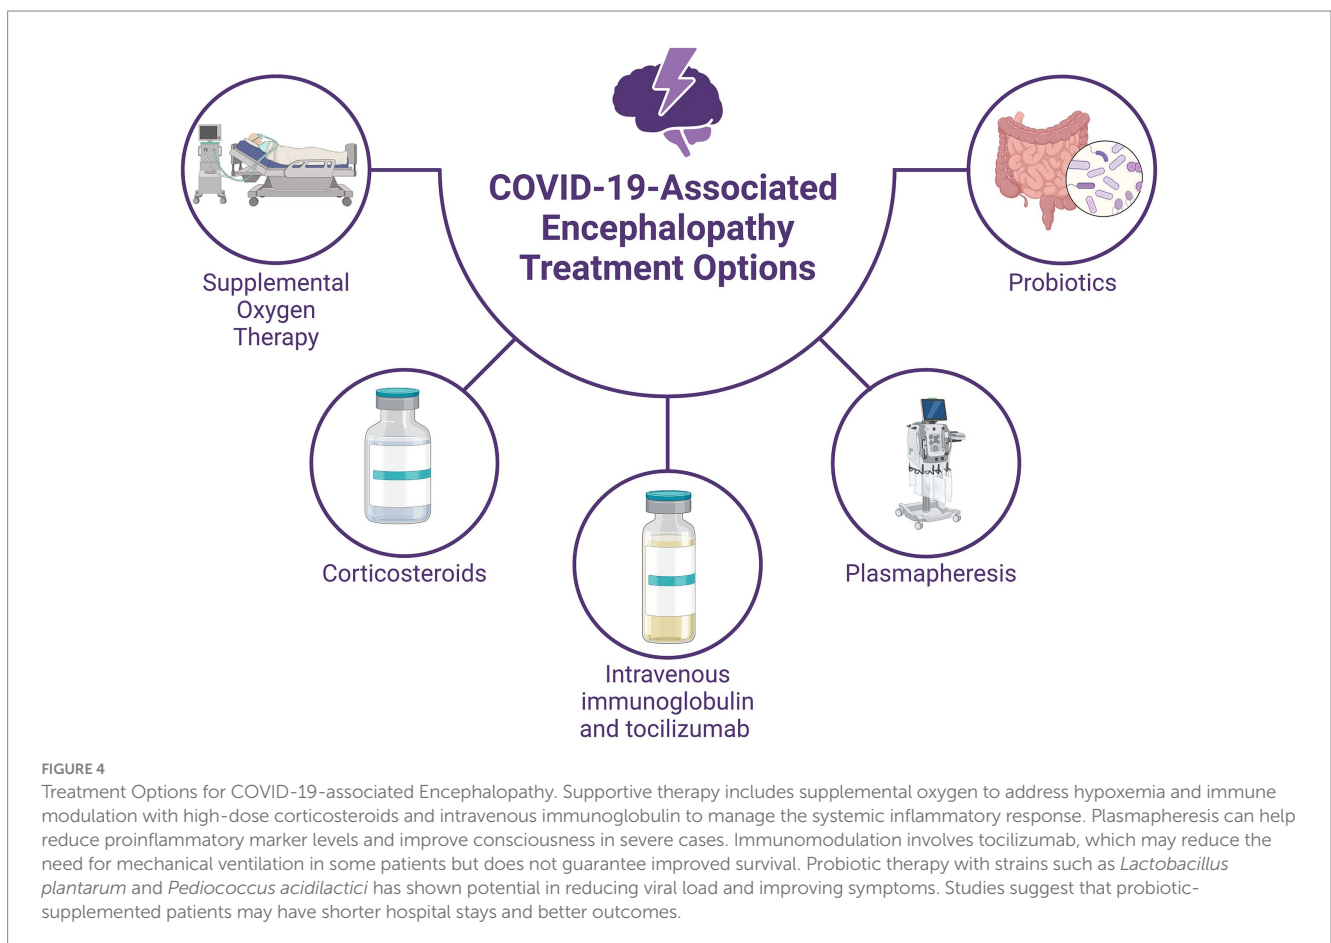 COVID-19-Associated
Encephalopathy
Treatment Options
Supplemental
Oxygen
Therapy
Probiotics
Corticosteroids
Plasmapheresis
Intravenous
immunoglobulin
and tocilizumab
FIGURE 4
Treatment Options for COVID-19-associated Encephalopathy. Supportive therapy includes supplemental oxygen to address hypoxemia and immune
modulation with high-dose corticosteroids and intravenous immunoglobulin to manage the systemic inflammatory response. Plasmapheresis can help
reduce proinflammatory marker levels and improve consciousness in severe cases. Immunomodulation involves tocilizumab, which may reduce the
need for mechanical ventilation in some patients but does not guarantee improved survival. Probiotic therapy with strains such as Lactobacillus
plantarum and Pediococcus acidilactici has shown potential in reducing viral load and improving symptoms. Studies suggest that probiotic-
supplemented patients may have shorter hospital stays and better outcomes.